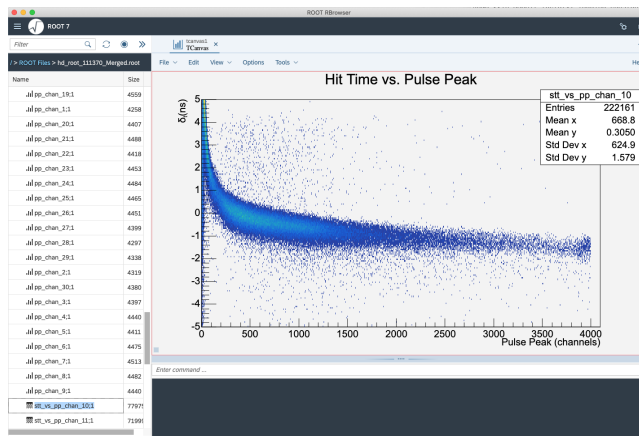 ROOT RBrowser
ROOT 7
Filter
tcanvas1
TCanvas
/ > ROOT Files > hd_root_111370_Merged.root
File Edit View Options Tools
Name Size
pp_chan_19;1 4559
pp_chan_1;1 4258
pp_chan_20;1 4407
pp_chan_21;1 4488
pp_chan_22;1 4418
pp_chan_23;1 4453
pp_chan_24;1 4484
pp_chan_25;1 4465
pp_chan_26;1 4451
pp_chan_27;1 4399
pp_chan_28;1 4297
pp_chan_29;1 4338
pp_chan_2;1 4319
pp_chan_30;1 4380
pp_chan_3;1 4397
pp_chan_4;1 4440
pp_chan_5;1 4411
pp_chan_6;1 4475
pp_chan_7;1 4513
pp_chan_8;1 4482
pp_chan_9;1 4440
stt_vs_pp_chan_10;1
stt_vs_pp_chan_11;1
Hit Time vs. Pulse Peak
stt_vs_pp_chan_10
Entries 222161
Mean x 668.8
Mean y 0.3050
Std Dev x 624.9
Std Dev y 1.579
δt(ns)
5
4
3
2
1
0
-1
-2
-3
-4
-5
0 500 1000 1500 2000 2500 3000 3500 4000
Pulse Peak (channels)
Enter command ...